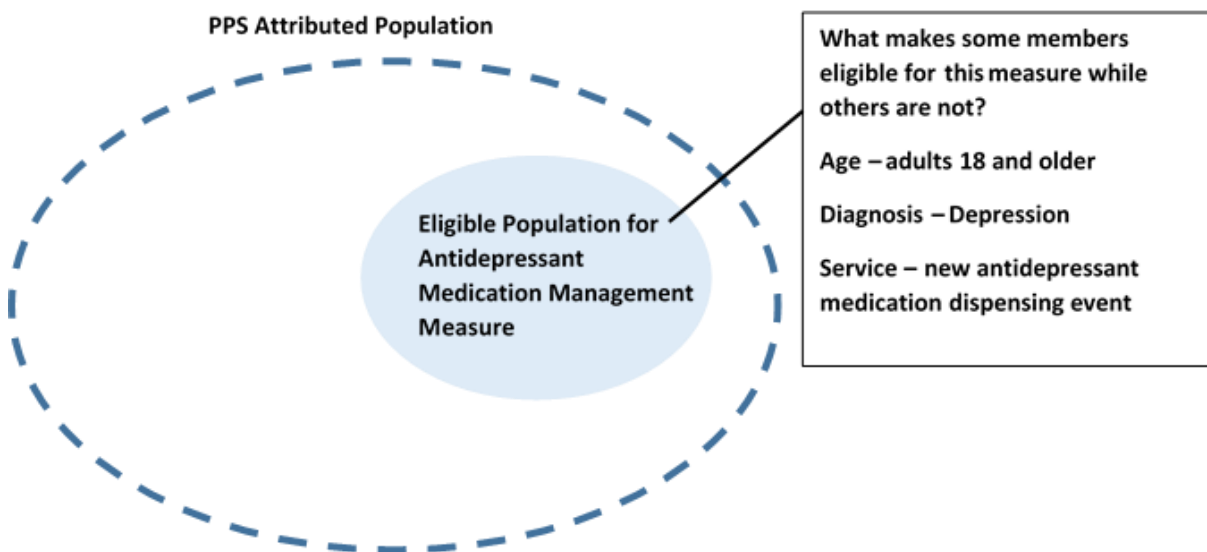 PPS Attributed Population
Eligible Population for
Antidepressant
Medication Management
Measure
What makes some members
eligible for this measure while
others are not?
Age – adults 18 and older
Diagnosis – Depression
Service – new antidepressant
medication dispensing event